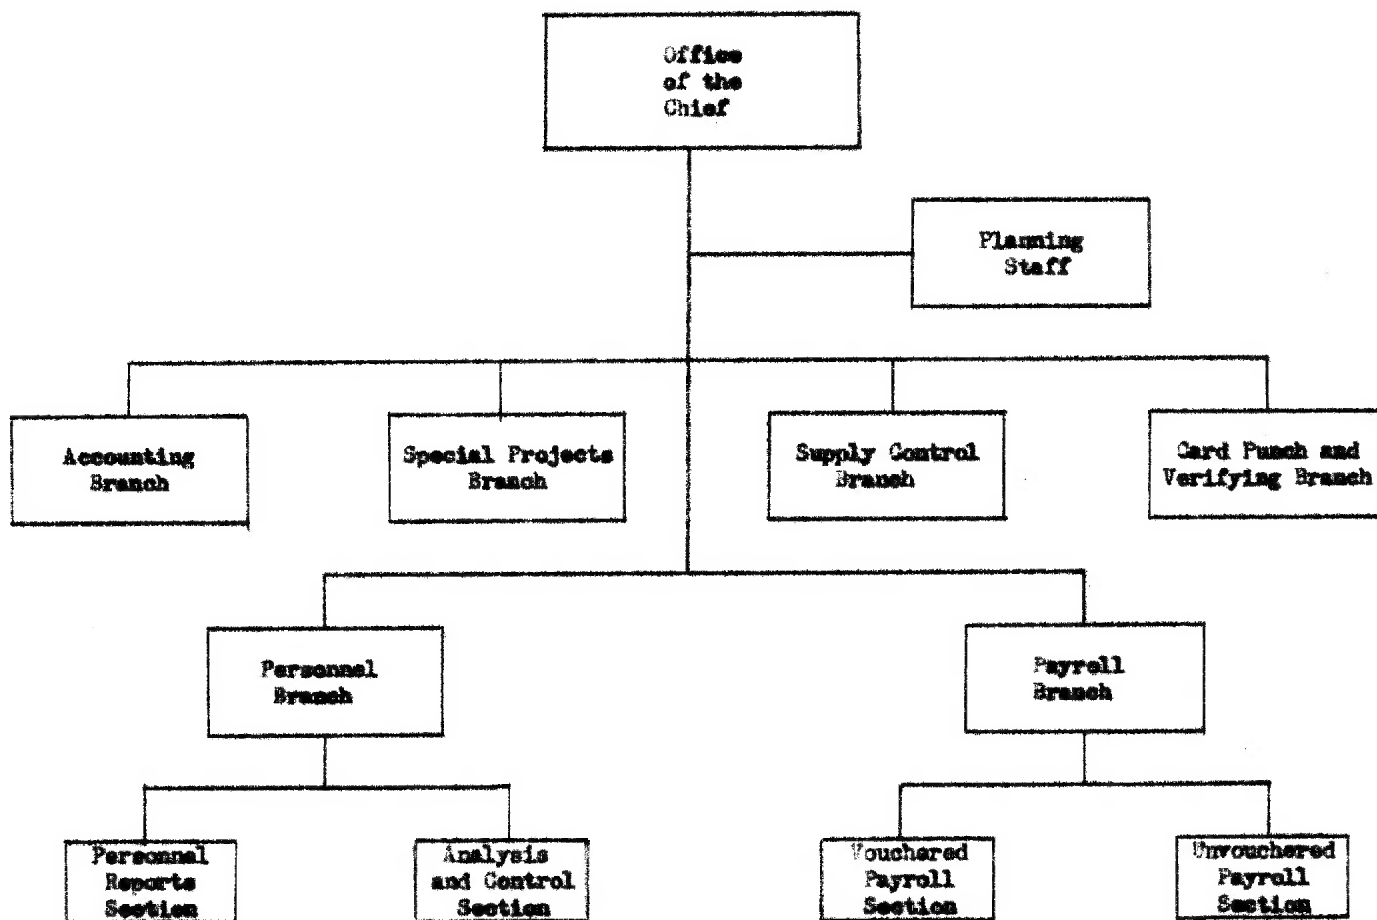 Office
of the
Chief
Planning
Staff
Accounting
Branch
Special Projects
Branch
Supply Control
Branch
Card Punch and
Verifying Branch
Personnel
Branch
Payroll
Branch
Personnel
Reports
Section
Analysis
and Control
Section
Vouchered
Payroll
Section
Unvouchered
Payroll
Section